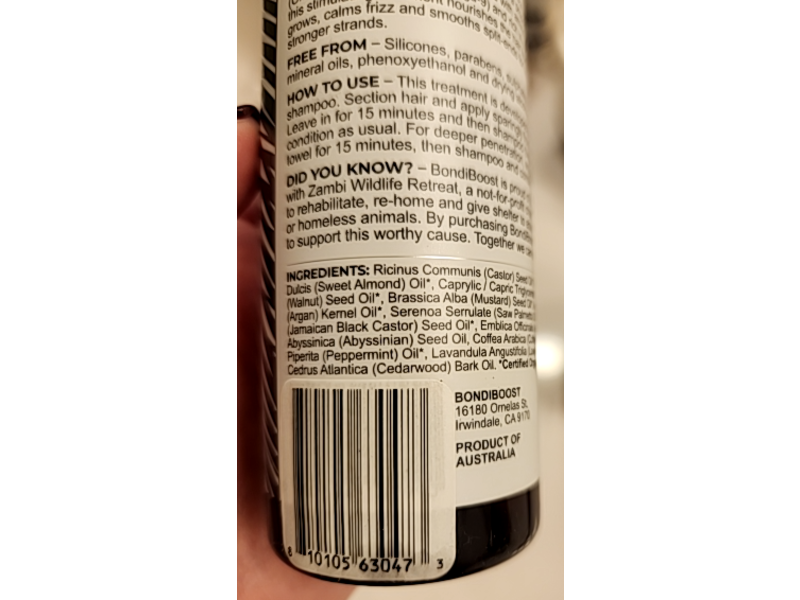 this
grows, calms frizz and smooths split
stronger strands.
FREE FROM – Silicones, parabens,
mineral oils, phenoxyethanol and drying
HOW TO USE – This treatment is
shampoo. Section hair and apply
Leave in for 15 minutes and then shampoo
condition as usual. For deeper
towel for 15 minutes, then shampoo and
DID YOU KNOW? – BondiBoost is
with Zambi Wildlife Retreat, a not-for-
to rehabilitate, re-home and give shelter
or homeless animals. By purchasing
to support this worthy cause. Together we
INGREDIENTS: Ricinus Communis (Castor) Seed
Dulcis (Sweet Almond) Oil*, Caprylic / Capric
(Walnut) Seed Oil*, Brassica Alba (Mustard) Seed
(Argan) Kernel Oil*, Serenoa Serrulate (Saw
(Jamaican Black Castor) Seed Oil*, Emblica
Abyssinica (Abyssinian) Seed Oil, Coffea Arabica
Piperita (Peppermint) Oil*, Lavandula Angustifolia
Cedrus Atlantica (Cedarwood) Bark Oil. *Certified
BONDIBOOST
16180 Ornelas St,
Irwindale, CA
PRODUCT OF
AUSTRALIA
8 10105 63047 3